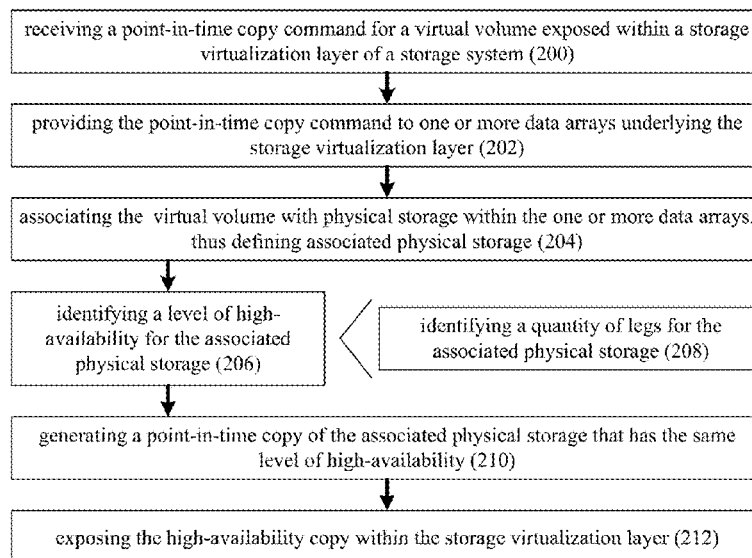 receiving a point-in-time copy command for a virtual volume exposed within a storage
virtualization layer of a storage system (200)
providing the point-in-time copy command to one or more data arrays underlying the
storage virtualization layer (202)
associating the virtual volume with physical storage within the one or more data arrays,
thus defining associated physical storage (204)
identifying a level of high-
availability for the associated
physical storage (206)
identifying a quantity of legs for the
associated physical storage (208)
generating a point-in-time copy of the associated physical storage that has the same
level of high-availability (210)
exposing the high-availability copy within the storage virtualization layer (212)